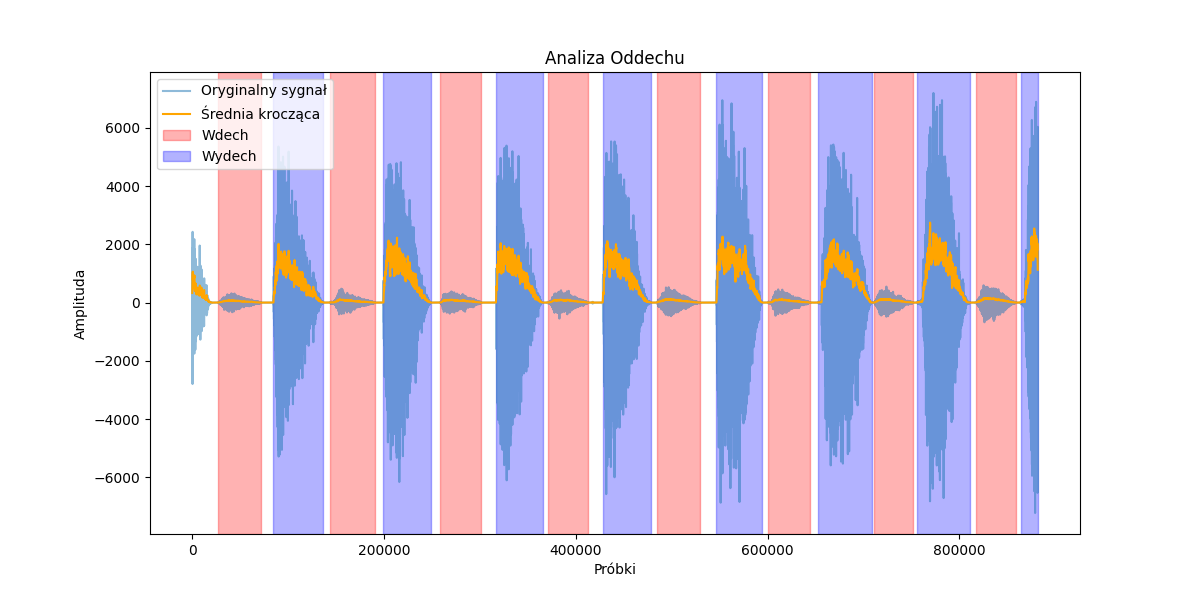 Analiza Oddechu
Oryginalny sygnał
Średnia krocząca
Wdech
Wydech
Amplituda
6000
4000
2000
0
−2000
−4000
−6000
0
200000
400000
600000
800000
Próbki